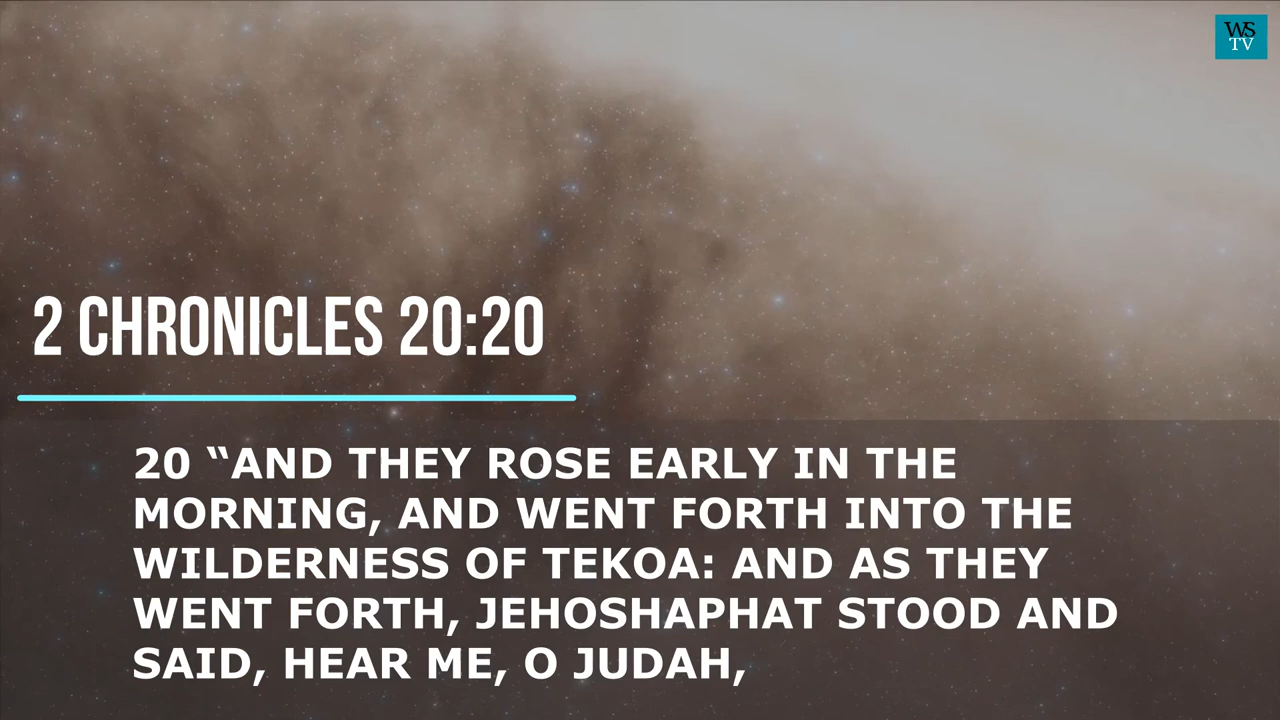 WS
TV
2 CHRONICLES 20:20
20 “AND THEY ROSE EARLY IN THE
MORNING, AND WENT FORTH INTO THE
WILDERNESS OF TEKOA: AND AS THEY
WENT FORTH, JEHOSHAPHAT STOOD AND
SAID, HEAR ME, O JUDAH,